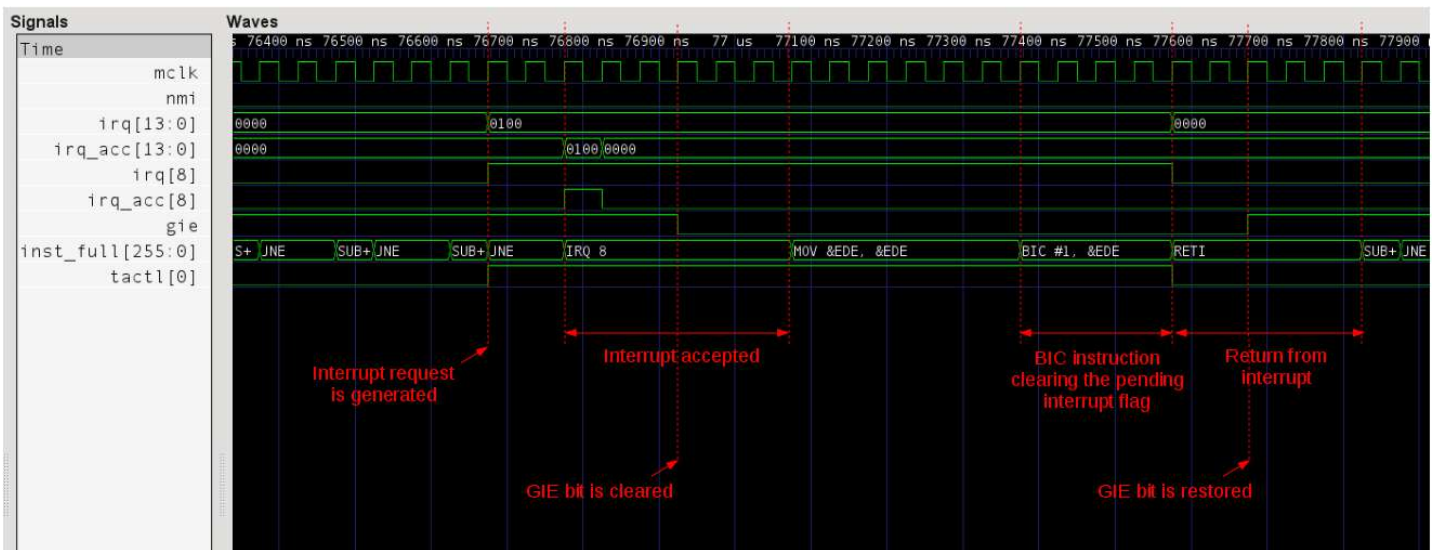 Signals
Waves
Time
s 76400 ns 76500 ns 76600 ns 76700 ns 76800 ns 76900 ns 77 us 77100 ns 77200 ns 77300 ns 77400 ns 77500 ns 77600 ns 77700 ns 77800 ns 77900
mclk
nmi
irq[13:0] 0000 0100 0000
irq_acc[13:0] 0000 0100 0000
irq[8]
irq_acc[8]
gie
inst_full[255:0] S+ JNE SUB+ JNE SUB+ JNE IRQ 8 MOV &EDE, &EDE BIC #1, &EDE RETI SUB+ JNE
tactl[0]
Interrupt request
is generated
Interrupt accepted
BIC instruction
clearing the pending
interrupt flag
Return from
interrupt
GIE bit is cleared
GIE bit is restored